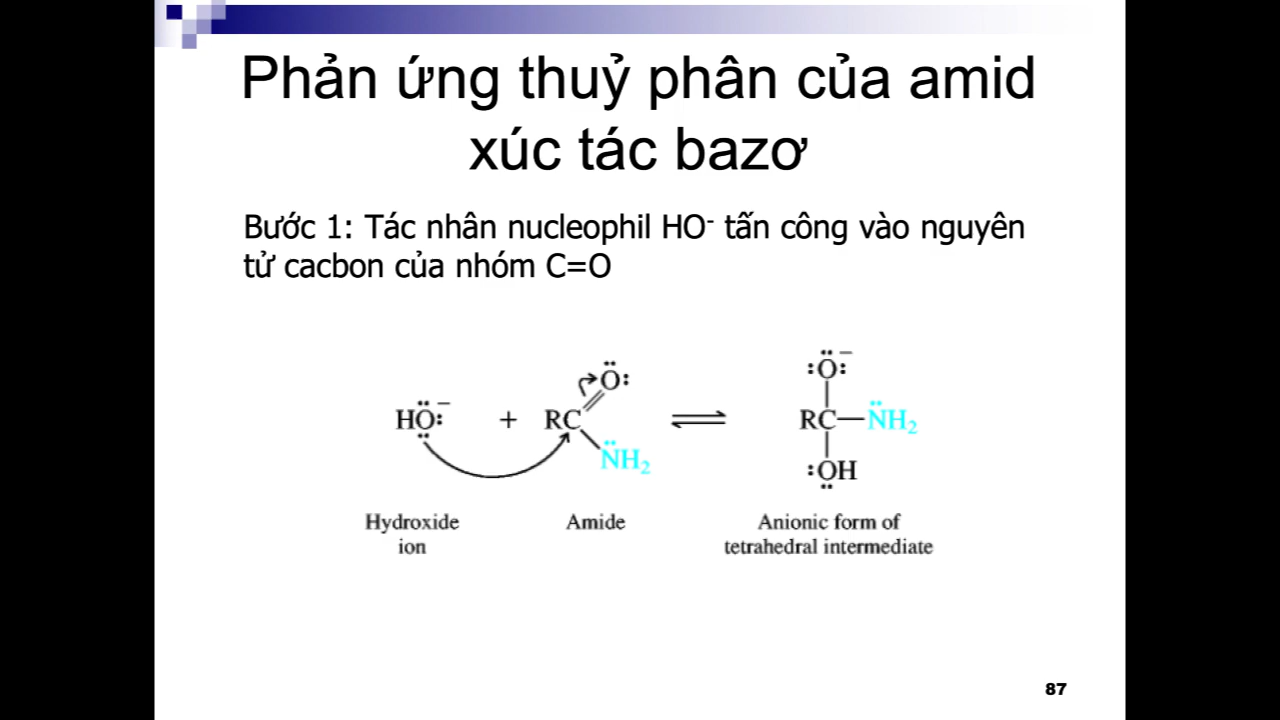 Phản ứng thuỷ phân của amid
xúc tác bazơ
Bước 1: Tác nhân nucleophil HO⁻ tấn công vào nguyên
tử cacbon của nhóm C=O
HÖ:⁻ + RC Ö: NH₂ ⇌ :Ö:⁻ RC—NH₂ :OH
Hydroxide
ion
Amide
Anionic form of
tetrahedral intermediate
87